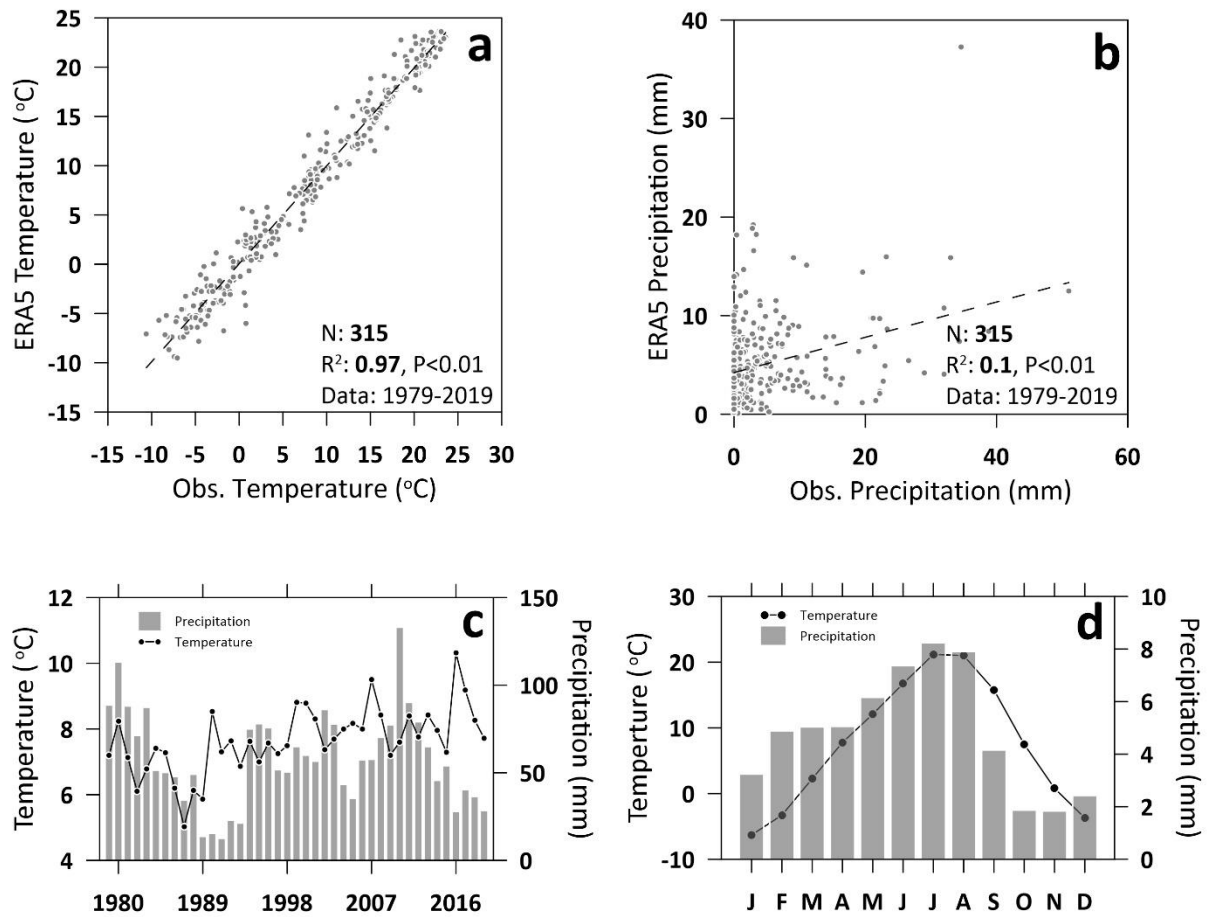 a
25
20
15
10
5
0
-5
-10
-15
ERA5 Temperature (°C)
N: 315
R²: 0.97, P<0.01
Data: 1979-2019
-15 -10 -5 0 5 10 15 20 25 30
Obs. Temperature (°C)
b
40
30
20
10
0
ERA5 Precipitation (mm)
N: 315
R²: 0.1, P<0.01
Data: 1979-2019
0 20 40 60
Obs. Precipitation (mm)
c
12
10
8
6
4
Temperature (°C)
Precipitation
Temperature
150
100
50
0
Precipitation (mm)
1980 1989 1998 2007 2016
d
30
20
10
0
-10
Temperture (°C)
Temperature
Precipitation
10
8
6
4
2
0
Precipitation (mm)
J F M A M J J A S O N D